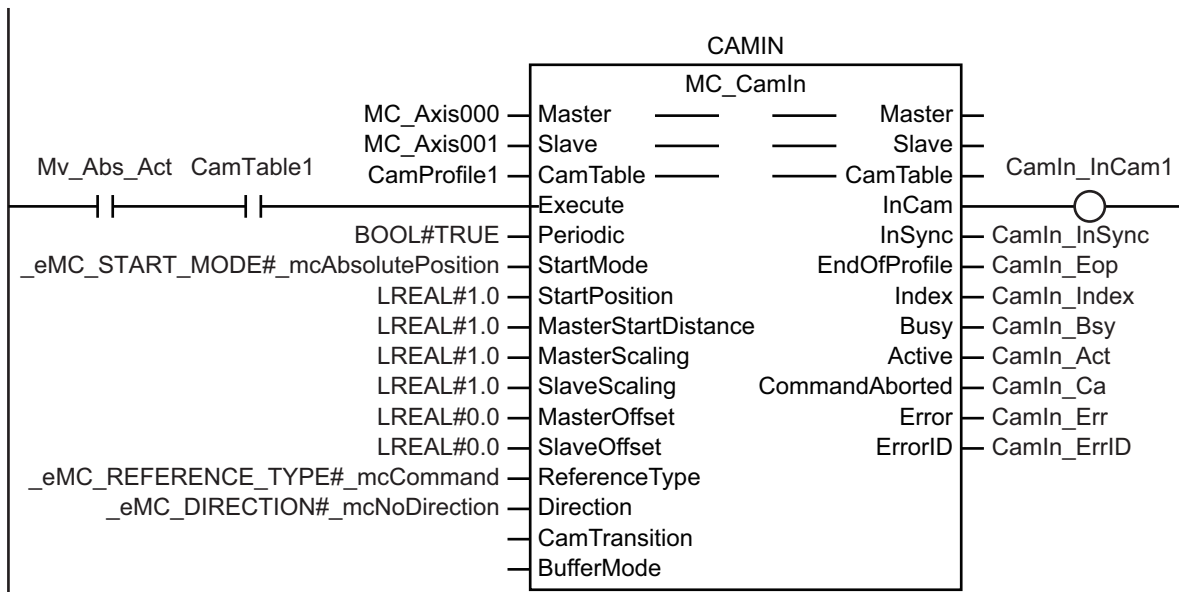 CAMIN
MC_CamIn
MC_Axis000 Master Master
MC_Axis001 Slave Slave
Mv_Abs_Act CamTable1 CamProfile1 CamTable CamTable CamIn_InCam1
Execute InCam
BOOL#TRUE Periodic InSync CamIn_InSync
_eMC_START_MODE#_mcAbsolutePosition StartMode EndOfProfile CamIn_Eop
LREAL#1.0 StartPosition Index CamIn_Index
LREAL#1.0 MasterStartDistance Busy CamIn_Bsy
LREAL#1.0 MasterScaling Active CamIn_Act
LREAL#1.0 SlaveScaling CommandAborted CamIn_Ca
LREAL#0.0 MasterOffset Error CamIn_Err
LREAL#0.0 SlaveOffset ErrorID CamIn_ErrID
_eMC_REFERENCE_TYPE#_mcCommand ReferenceType
_eMC_DIRECTION#_mcNoDirection Direction
CamTransition
BufferMode